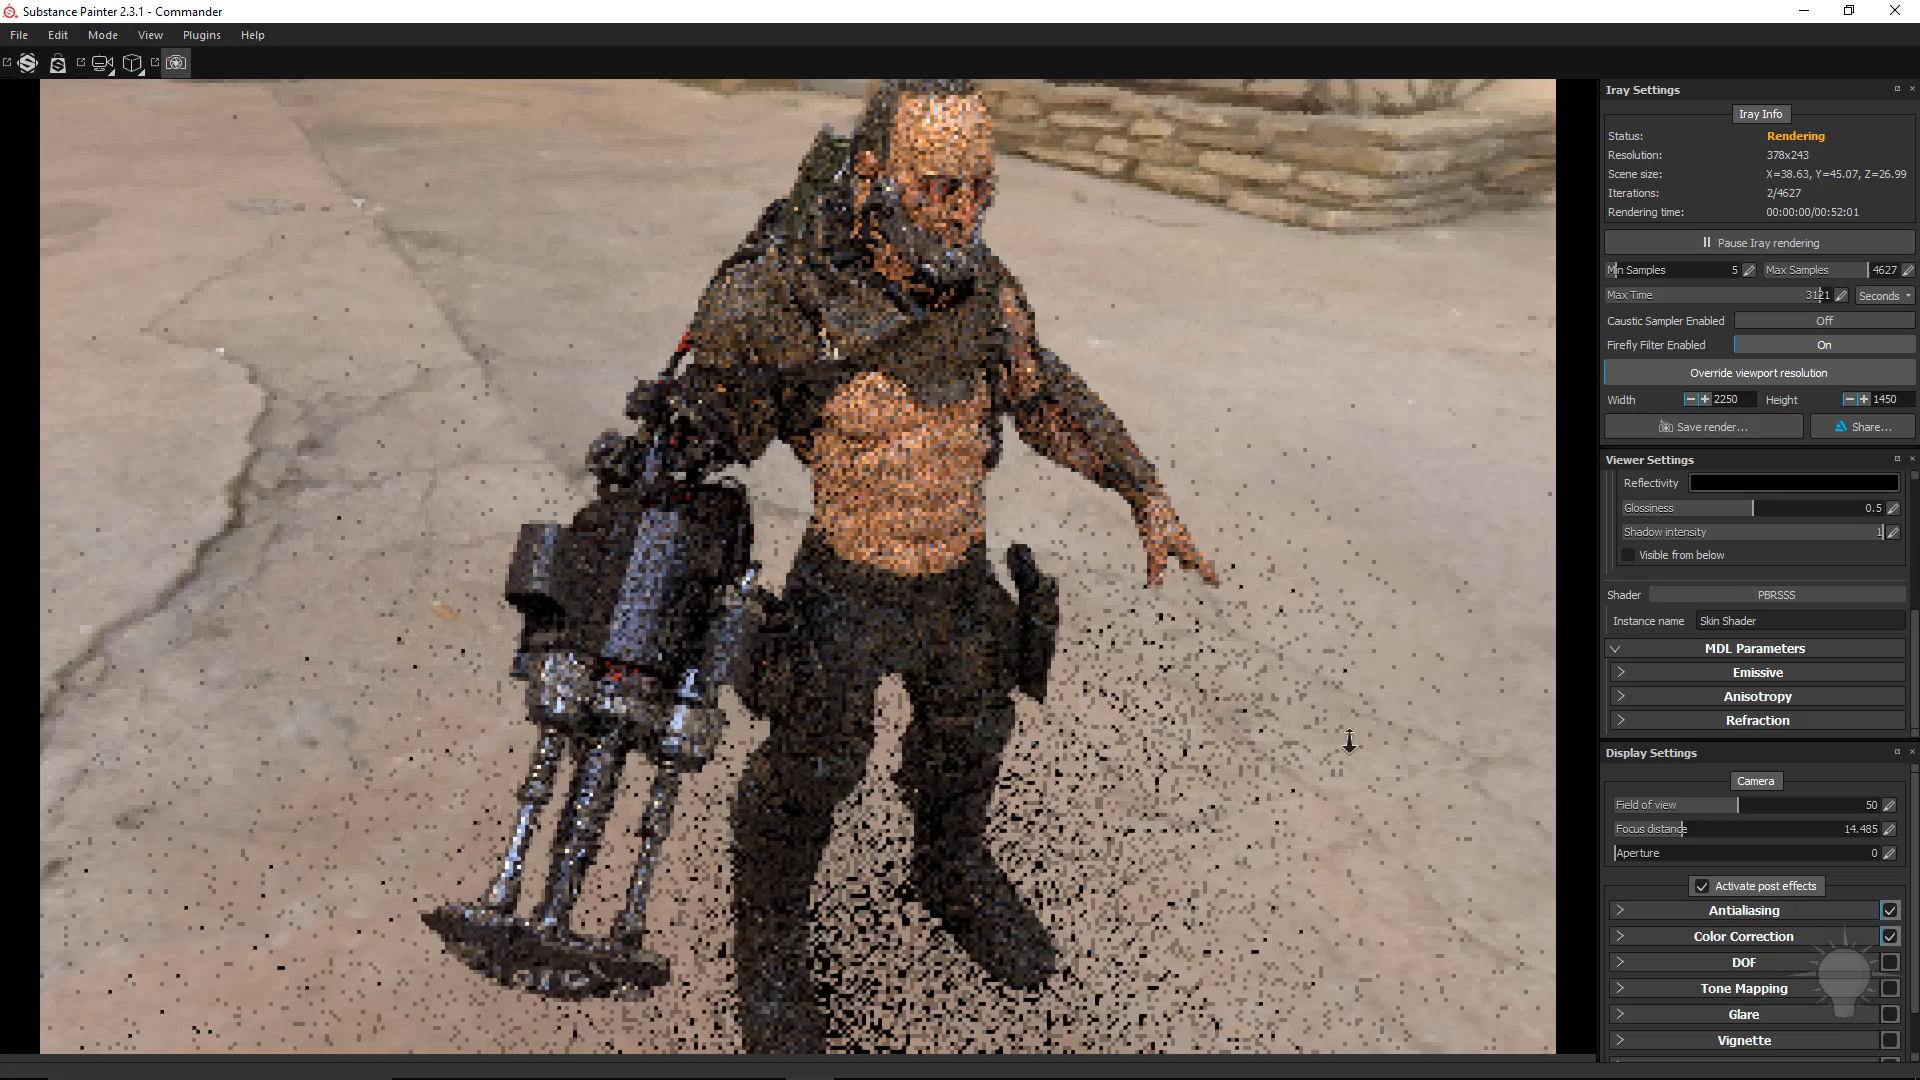 Substance Painter 2.3.1 - Commander
File Edit Mode View Plugins Help
Iray Settings
Iray Info
Status: Rendering
Resolution: 378x243
Scene size: X=38.63, Y=45.07, Z=26.99
Iterations: 2/4627
Rendering time: 00:00:00/00:52:01
Pause Iray rendering
Min Samples 5 Max Samples 4627
Max Time 3121 Seconds
Caustic Sampler Enabled Off
Firefly Filter Enabled On
Override viewport resolution
Width 2250 Height 1450
Save render... Share...
Viewer Settings
Reflectivity
Glossiness 0.5
Shadow intensity 1
Visible from below
Shader PBRSSS
Instance name Skin Shader
MDL Parameters
Emissive
Anisotropy
Refraction
Display Settings
Camera
Field of view 50
Focus distance 14.485
Aperture 0
Activate post effects
Antialiasing
Color Correction
DOF
Tone Mapping
Glare
Vignette